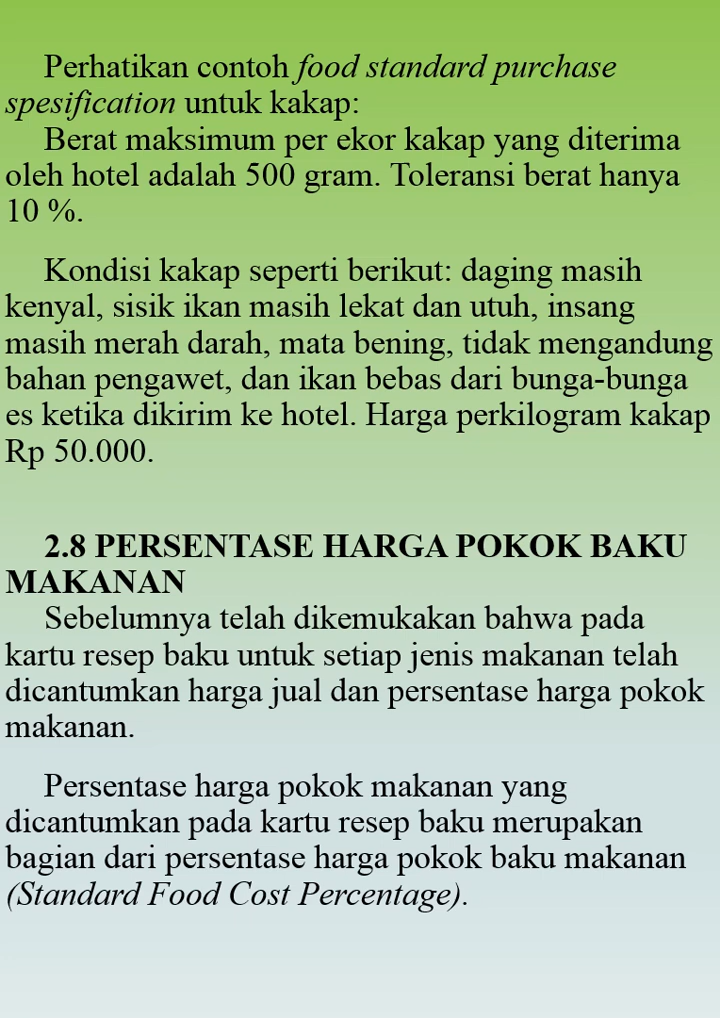 Perhatikan contoh food standard purchase
spesification untuk kakap:
Berat maksimum per ekor kakap yang diterima
oleh hotel adalah 500 gram. Toleransi berat hanya
10 %.
Kondisi kakap seperti berikut: daging masih
kenyal, sisik ikan masih lekat dan utuh, insang
masih merah darah, mata bening, tidak mengandung
bahan pengawet, dan ikan bebas dari bunga-bunga
es ketika dikirim ke hotel. Harga perkilogram kakap
Rp 50.000.
2.8 PERSENTASE HARGA POKOK BAKU
MAKANAN
Sebelumnya telah dikemukakan bahwa pada
kartu resep baku untuk setiap jenis makanan telah
dicantumkan harga jual dan persentase harga pokok
makanan.
Persentase harga pokok makanan yang
dicantumkan pada kartu resep baku merupakan
bagian dari persentase harga pokok baku makanan
(Standard Food Cost Percentage).